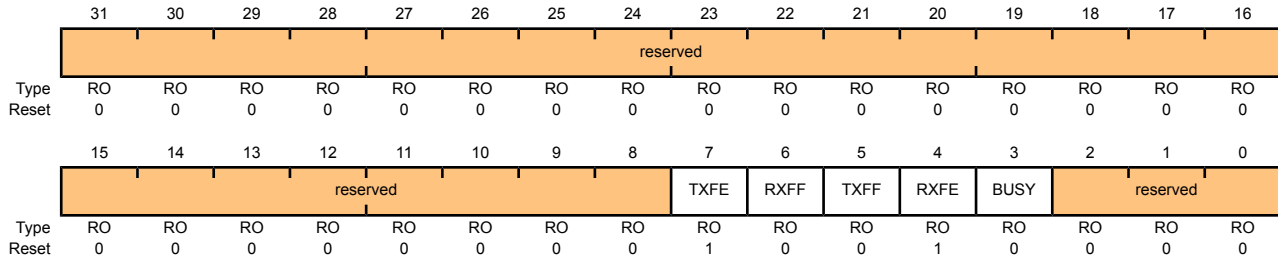 31 30 29 28 27 26 25 24 23 22 21 20 19 18 17 16
reserved
Type RO RO RO RO RO RO RO RO RO RO RO RO RO RO RO RO
Reset 0 0 0 0 0 0 0 0 0 0 0 0 0 0 0 0
15 14 13 12 11 10 9 8 7 6 5 4 3 2 1 0
reserved TXFE RXFF TXFF RXFE BUSY reserved
Type RO RO RO RO RO RO RO RO RO RO RO RO RO RO RO RO
Reset 0 0 0 0 0 0 0 0 1 0 0 1 0 0 0 0